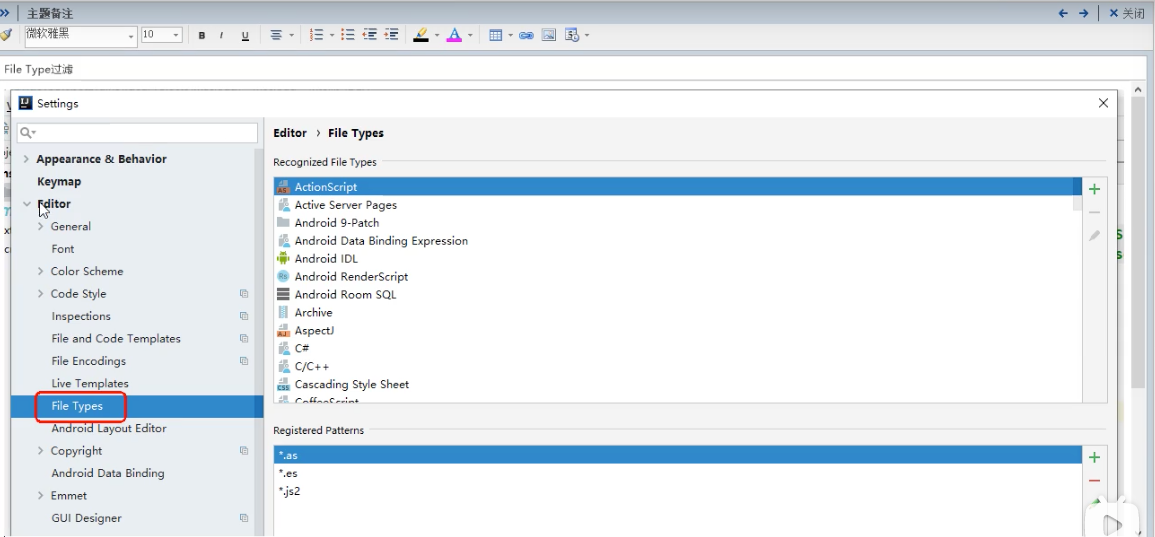 主题备注
关闭
微软雅黑
10
B I U
File Type过滤
Settings
Editor › File Types
Appearance & Behavior
Keymap
Editor
General
Font
Color Scheme
Code Style
Inspections
File and Code Templates
File Encodings
Live Templates
File Types
Android Layout Editor
Copyright
Android Data Binding
Emmet
GUI Designer
Recognized File Types
ActionScript
Active Server Pages
Android 9-Patch
Android Data Binding Expression
Android IDL
Android RenderScript
Android Room SQL
Archive
AspectJ
C#
C/C++
Cascading Style Sheet
CoffeeScript
Registered Patterns
*.as
*.es
*.js2